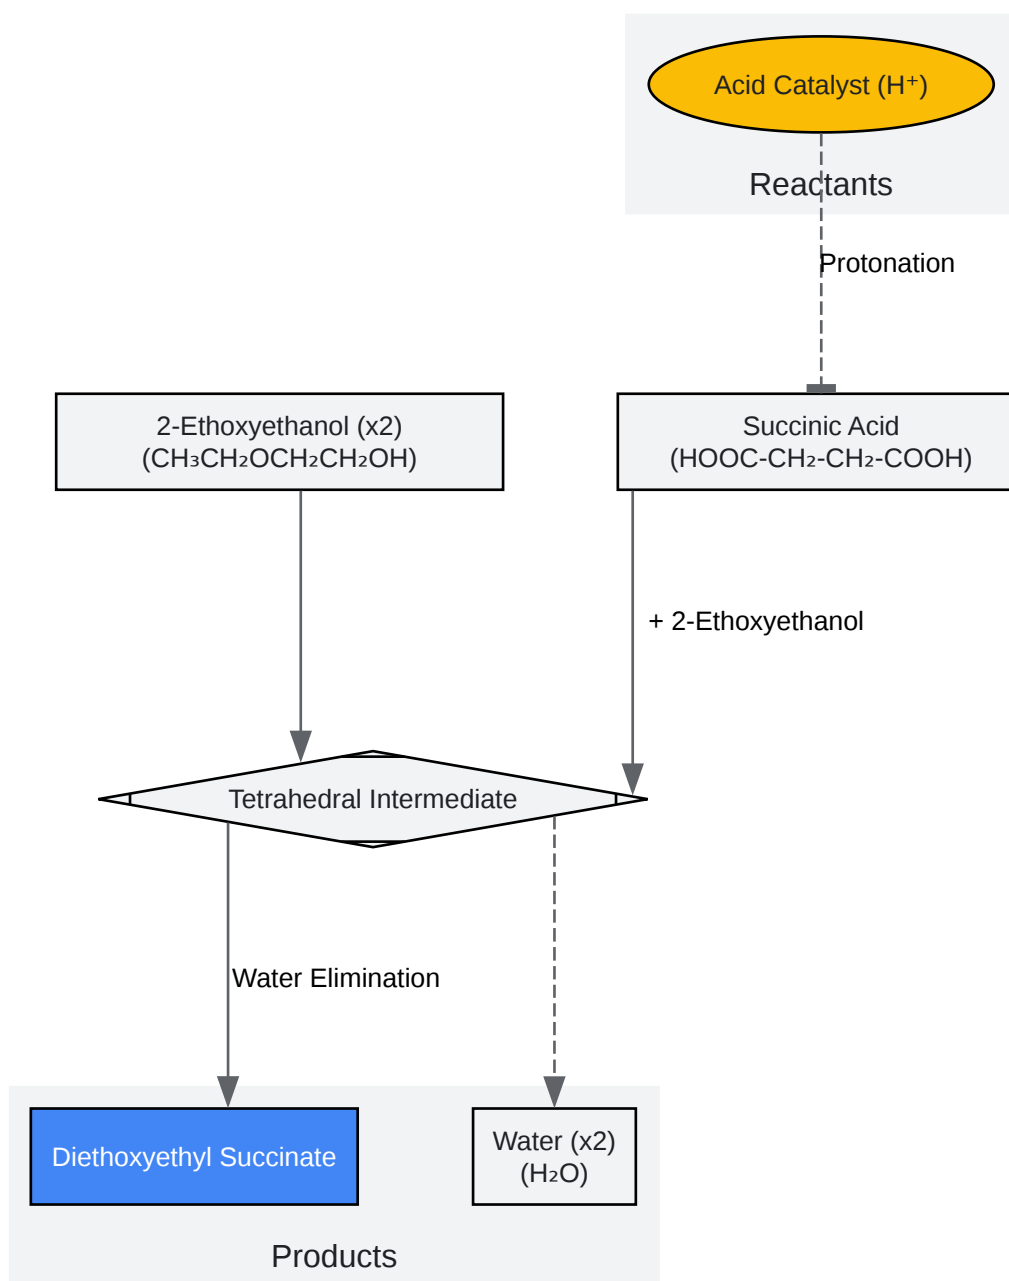 Acid Catalyst (H⁺)
Reactants
Protonation
2-Ethoxyethanol (x2)
(CH₃CH₂OCH₂CH₂OH)
Succinic Acid
(HOOC-CH₂-CH₂-COOH)
+ 2-Ethoxyethanol
Tetrahedral Intermediate
Water Elimination
Diethoxyethyl Succinate
Water (x2)
(H₂O)
Products